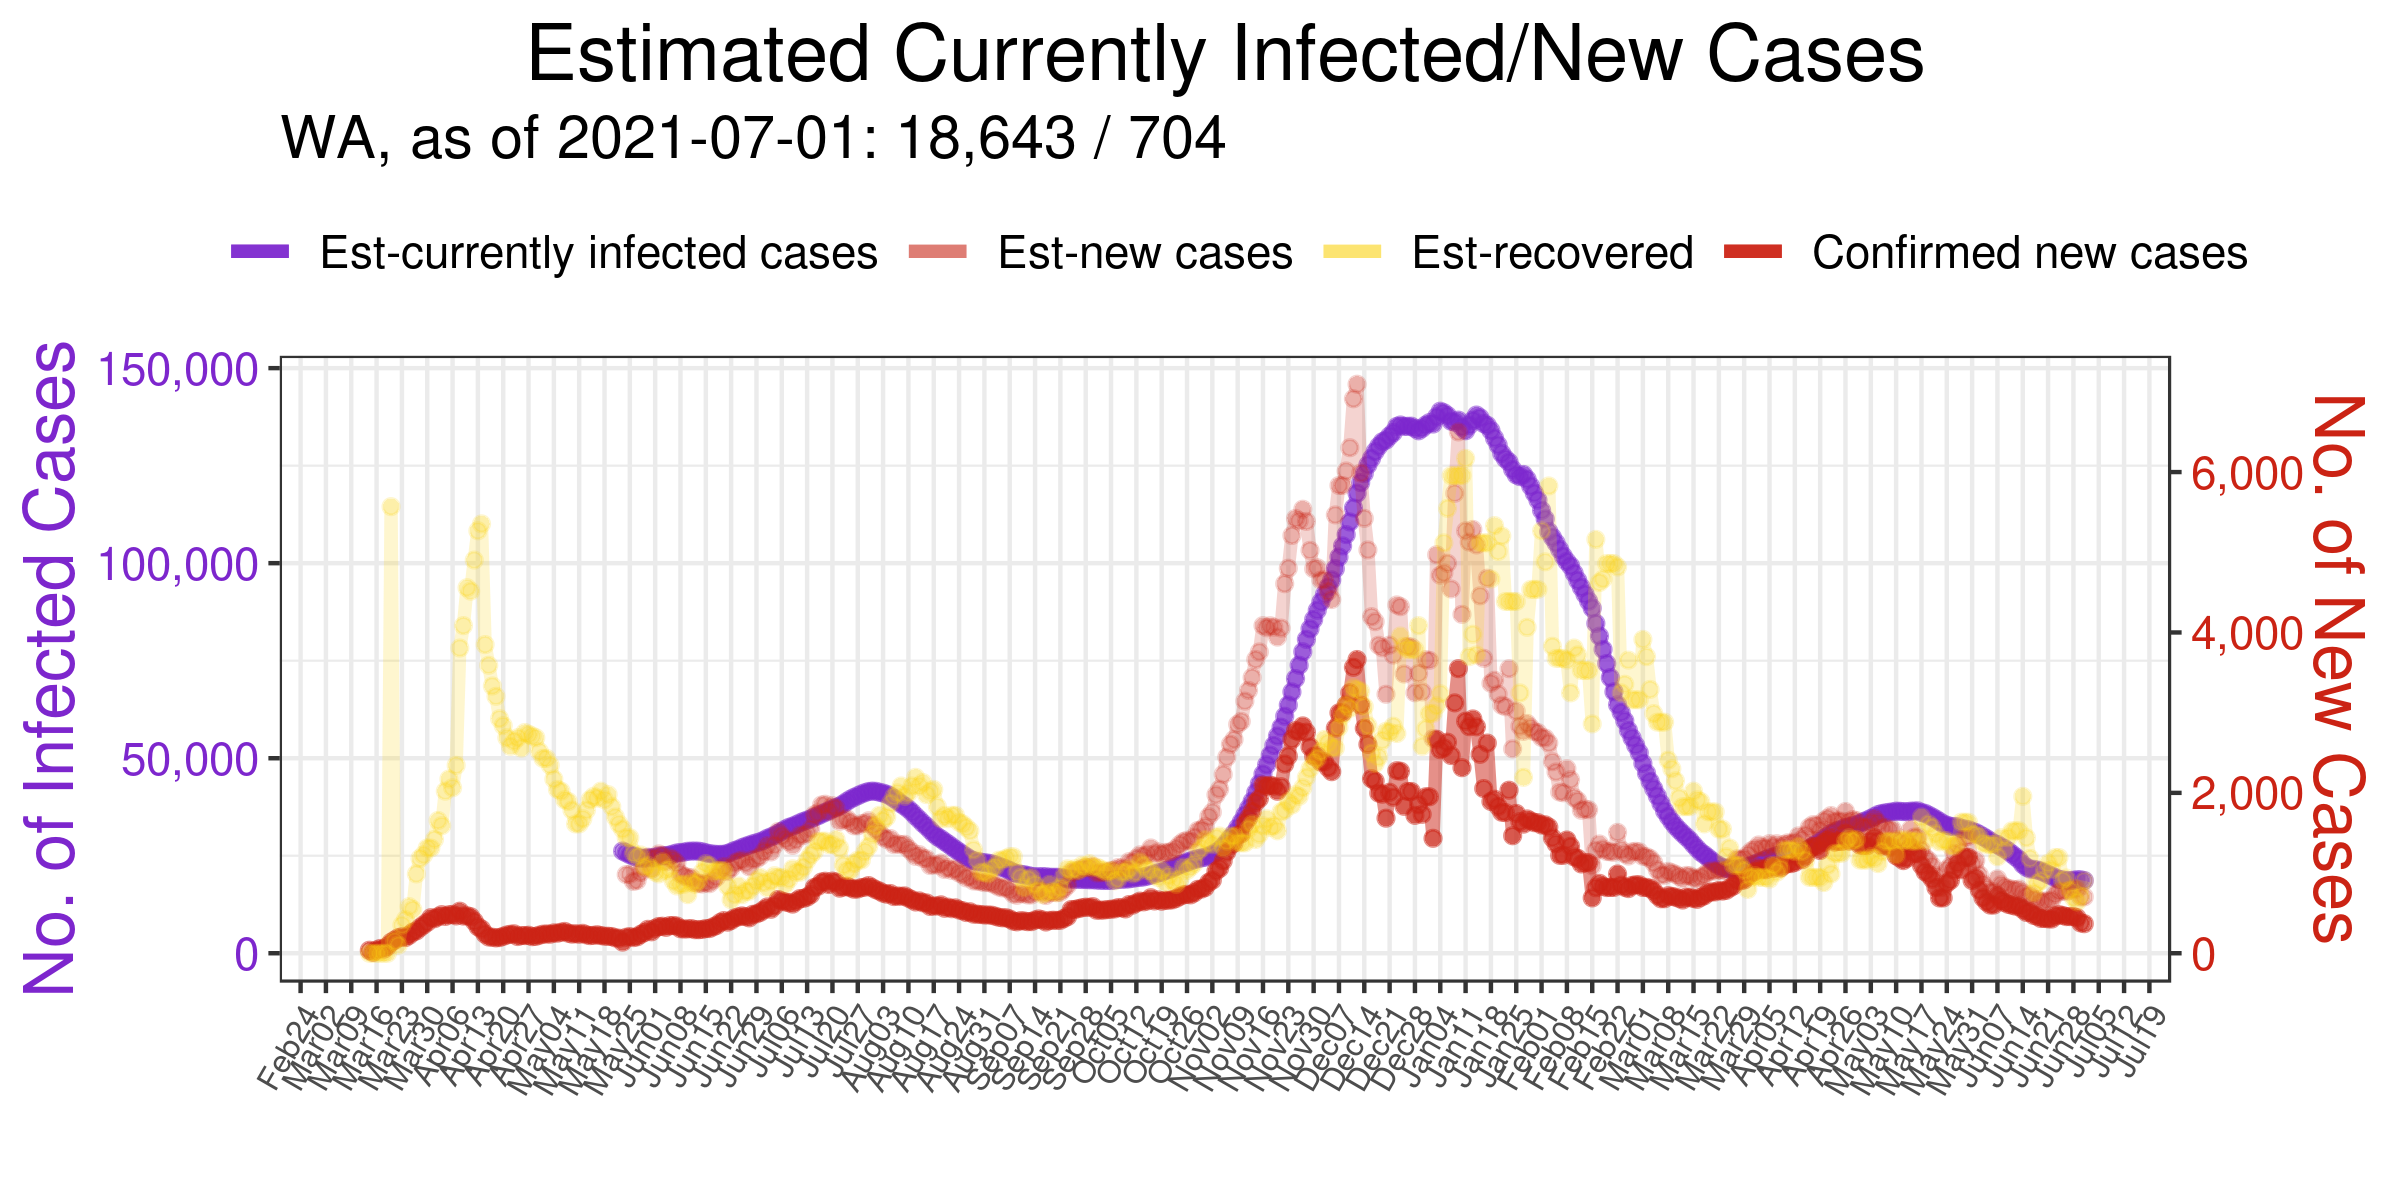 Estimated Currently Infected/New Cases
WA, as of 2021-07-01: 18,643 / 704
Est-currently infected cases Est-new cases Est-recovered Confirmed new cases
No. of Infected Cases
150,000
100,000
50,000
0
6,000
4,000
2,000
0
No. of New Cases
Feb24 Mar02 Mar09 Mar16 Mar23 Mar30 Apr06 Apr13 Apr20 Apr27 May04 May11 May18 May25 Jun01 Jun08 Jun15 Jun22 Jun29 Jul06 Jul13 Jul20 Jul27 Aug03 Aug10 Aug17 Aug24 Aug31 Sep07 Sep14 Sep21 Sep28 Oct05 Oct12 Oct19 Oct26 Nov02 Nov09 Nov16 Nov23 Nov30 Dec07 Dec14 Dec21 Dec28 Jan04 Jan11 Jan18 Jan25 Feb01 Feb08 Feb15 Feb22 Mar01 Mar08 Mar15 Mar22 Mar29 Apr05 Apr12 Apr19 Apr26 May03 May10 May17 May24 May31 Jun07 Jun14 Jun21 Jun28 Jul05 Jul12 Jul19